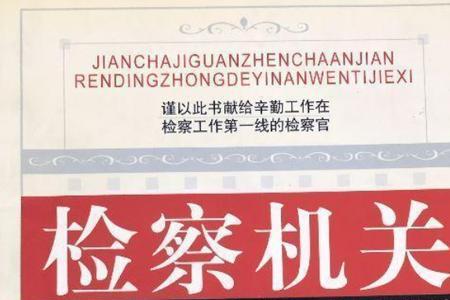 JIANCHAJIGUANZHENCHAANJIAN
RENDINGZHONGDEYINANWENTIJIEXI
谨以此书献给辛勤工作在
检察工作第一线的检察官
检察机关